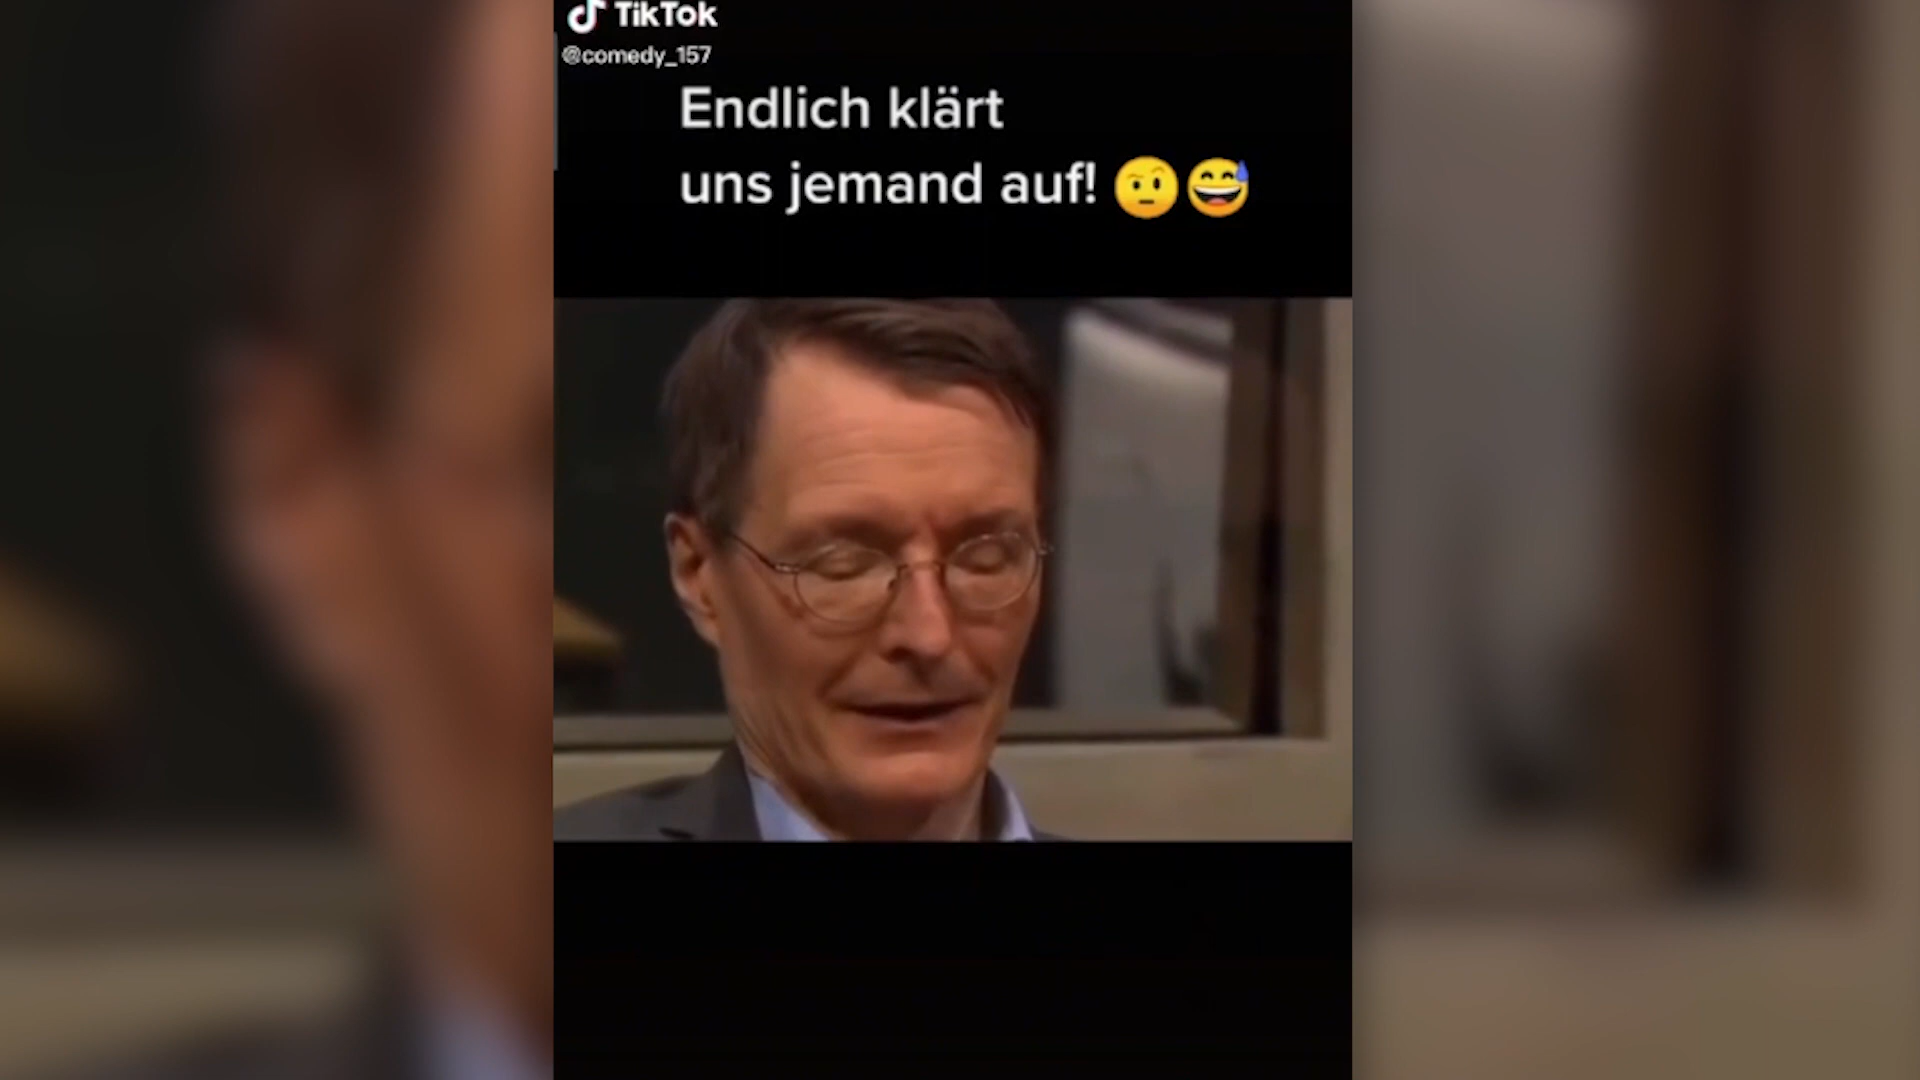 TikTok
@comedy_157
Endlich klärt
uns jemand auf! 🤨😅